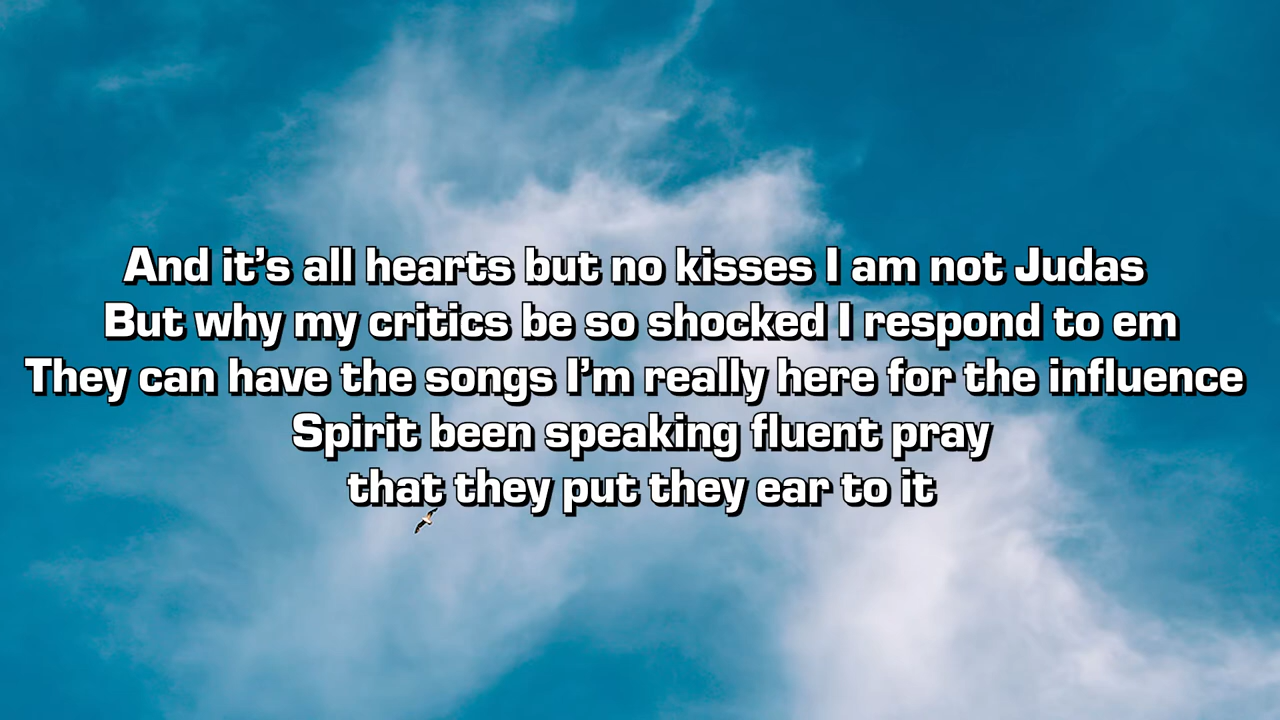 And it’s all hearts but no kisses I am not Judas
But why my critics be so shocked I respond to em
They can have the songs I’m really here for the influence
Spirit been speaking fluent pray
that they put they ear to it